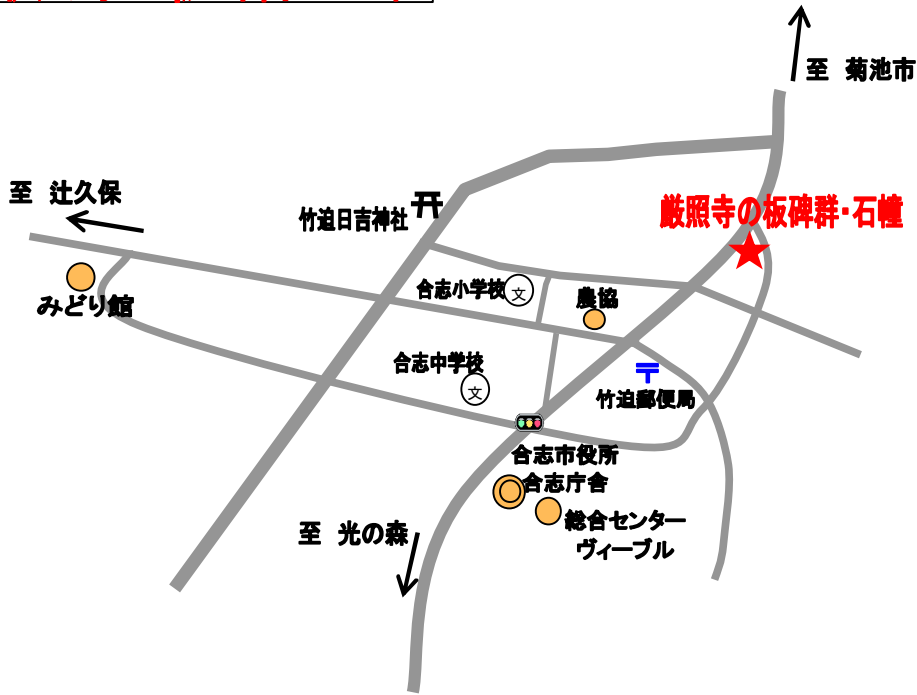 至　菊池市
至　辻久保
竹迫日吉神社
厳照寺の板碑群・石幢
合志小学校
文
農協
みどり館
合志中学校
文
竹迫郵便局
合志市役所
合志庁舎
総合センター
ヴィーブル
至　光の森